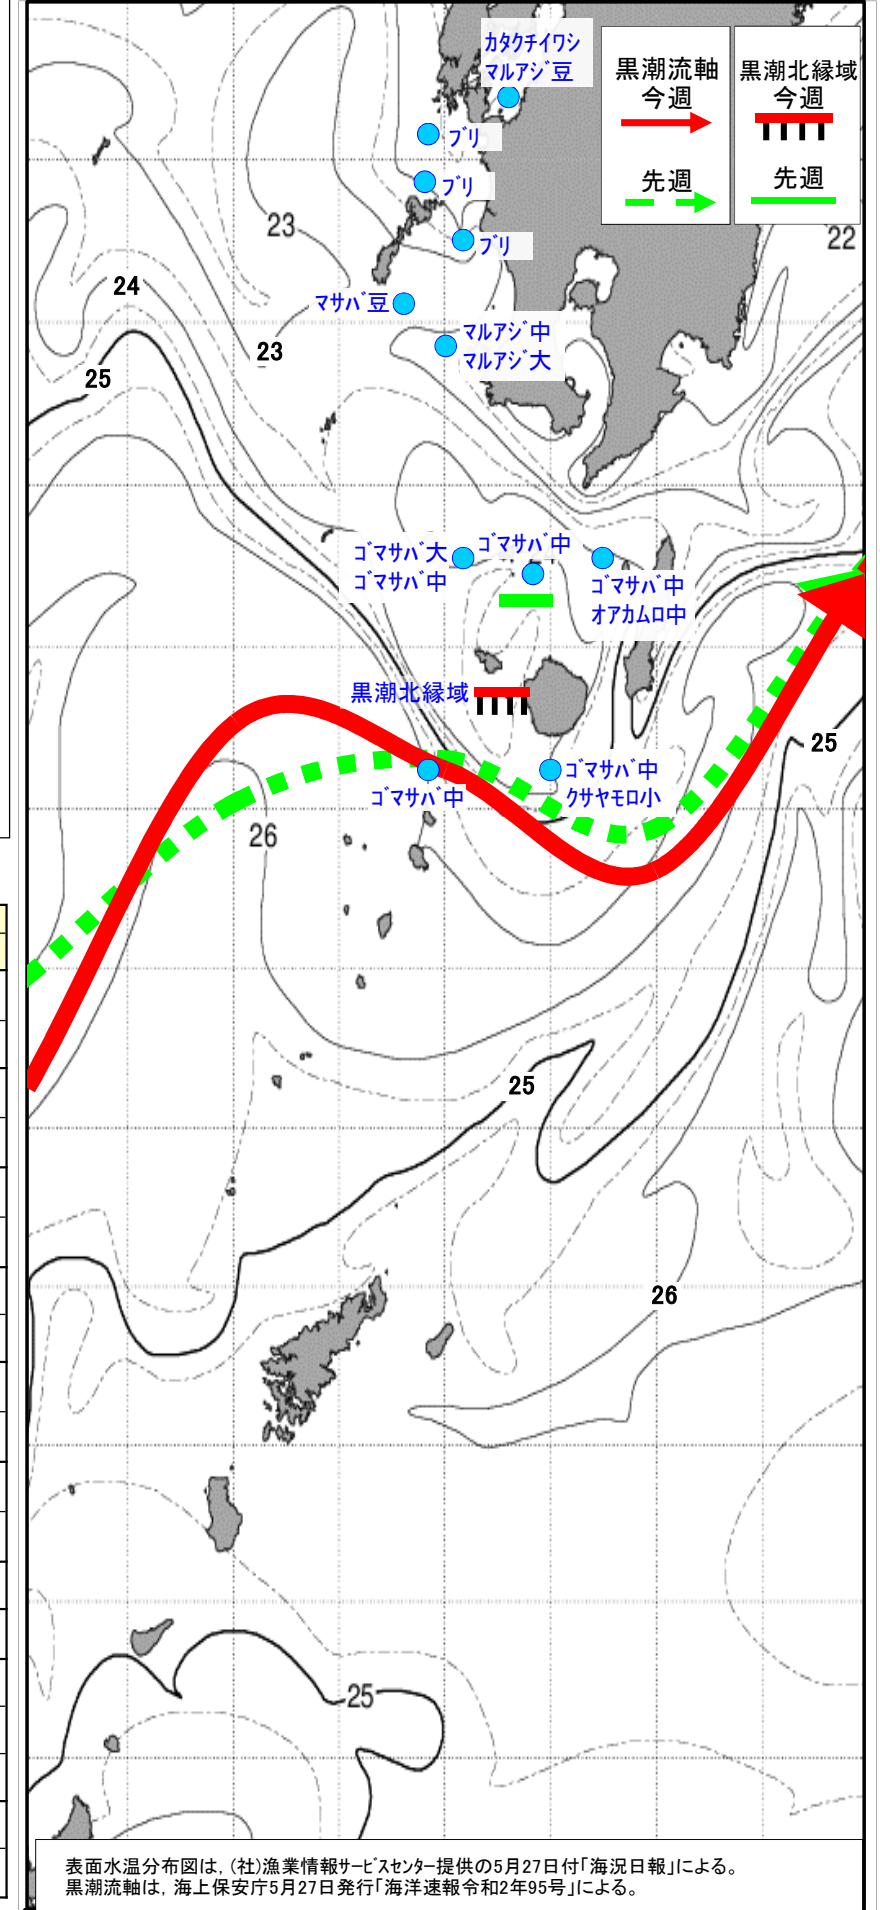 カタクチイワシ
マルアジ豆
黒潮流軸
今週
先週
黒潮北縁域
今週
先週
ブリ
ブリ
ブリ
23
22
24
マサバ豆
マルアジ中
マルアジ大
23
25
ゴマサバ大
ゴマサバ中
ゴマサバ中
ゴマサバ中
オアカムロ中
黒潮北縁域
25
ゴマサバ中
クサヤモロ小
ゴマサバ中
26
25
26
25
表面水温分布図は,(社)漁業情報サービスセンター提供の5月27日付「海況日報」による。
黒潮流軸は,海上保安庁5月27日発行「海洋速報令和2年95号」による。